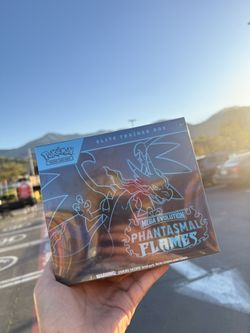 Pokémon
ELITE TRAINER BOX
MEGA EVOLUTION
PHANTASMAL
FLAMES